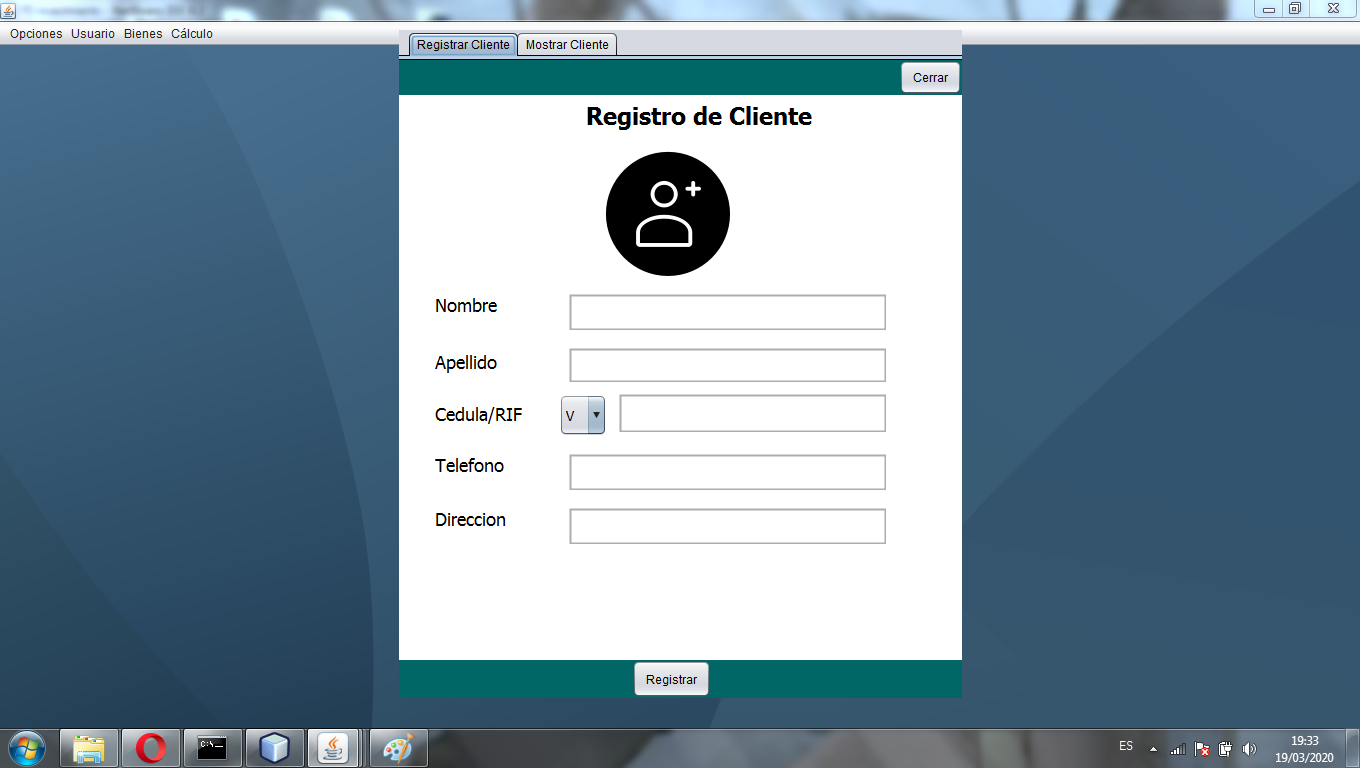 Opciones Usuario Bienes Cálculo
Registrar Cliente Mostrar Cliente
Cerrar
Registro de Cliente
Nombre
Apellido
Cedula/RIF V
Telefono
Direccion
Registrar
C:\
ES
19:33
19/03/2020